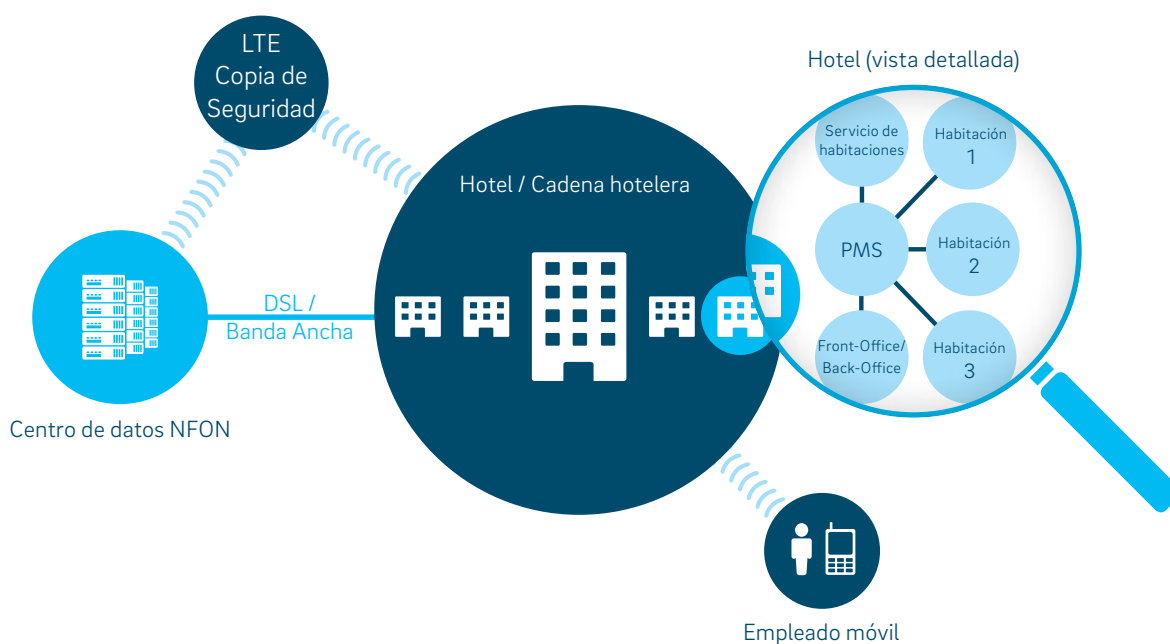 LTE
Copia de
Seguridad
Hotel (vista detallada)
Servicio de
habitaciones
Habitación
1
Hotel / Cadena hotelera
PMS
Habitación
2
DSL /
Banda Ancha
Front-Office/
Back-Office
Habitación
3
Centro de datos NFON
Empleado móvil